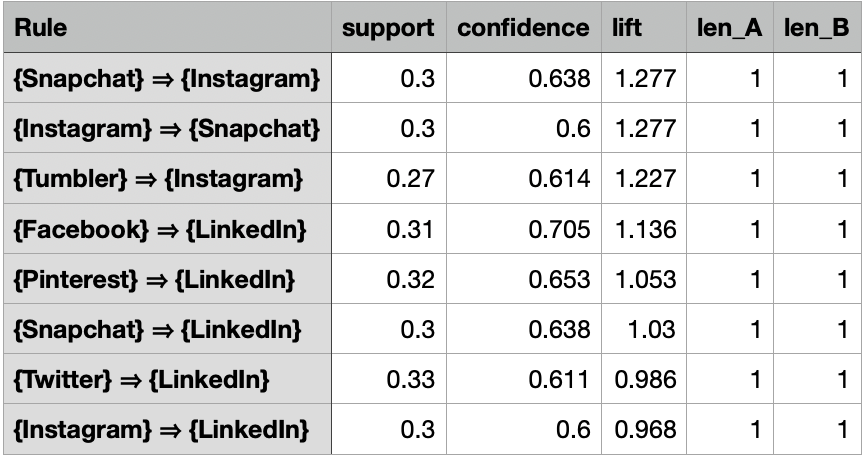 Rule support confidence lift len_A len_B
{Snapchat} ⇒ {Instagram} 0.3 0.638 1.277 1 1
{Instagram} ⇒ {Snapchat} 0.3 0.6 1.277 1 1
{Tumbler} ⇒ {Instagram} 0.27 0.614 1.227 1 1
{Facebook} ⇒ {LinkedIn} 0.31 0.705 1.136 1 1
{Pinterest} ⇒ {LinkedIn} 0.32 0.653 1.053 1 1
{Snapchat} ⇒ {LinkedIn} 0.3 0.638 1.03 1 1
{Twitter} ⇒ {LinkedIn} 0.33 0.611 0.986 1 1
{Instagram} ⇒ {LinkedIn} 0.3 0.6 0.968 1 1